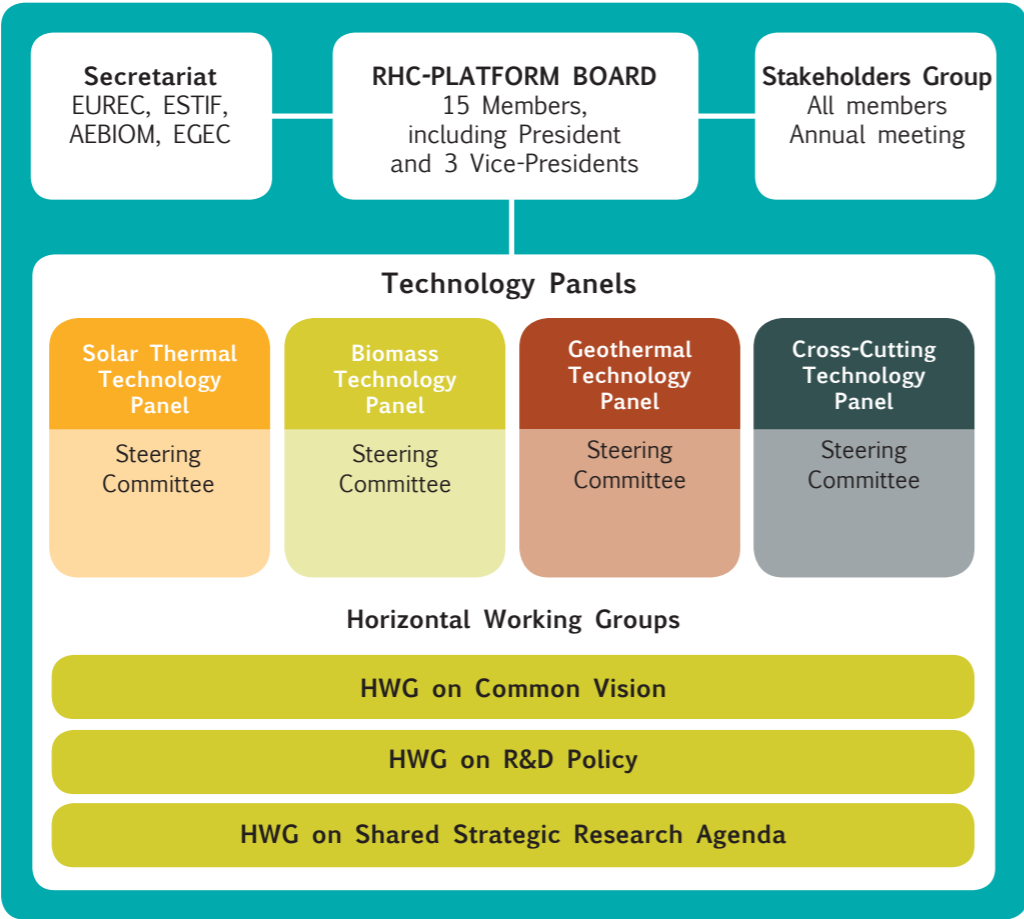 Secretariat
EUREC, ESTIF,
AEBIOM, EGEC
RHC-PLATFORM BOARD
15 Members,
including President
and 3 Vice-Presidents
Stakeholders Group
All members
Annual meeting
Technology Panels
Solar Thermal
Technology
Panel
Steering
Committee
Biomass
Technology
Panel
Steering
Committee
Geothermal
Technology
Panel
Steering
Committee
Cross-Cutting
Technology
Panel
Steering
Committee
Horizontal Working Groups
HWG on Common Vision
HWG on R&D Policy
HWG on Shared Strategic Research Agenda